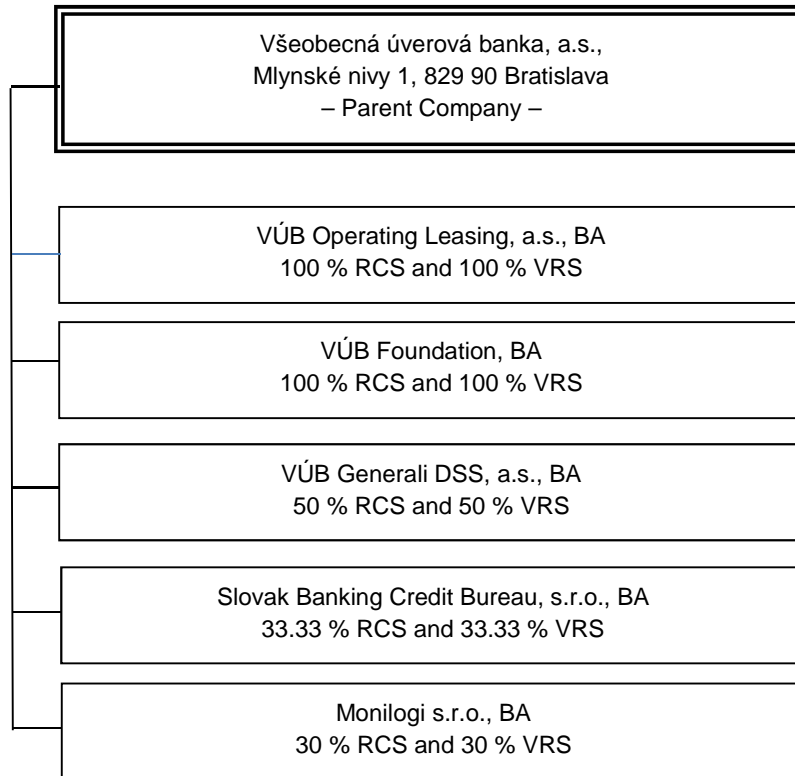 Všeobecná úverová banka, a.s.,
Mlynské nivy 1, 829 90 Bratislava
– Parent Company –
VÚB Operating Leasing, a.s., BA
100 % RCS and 100 % VRS
VÚB Foundation, BA
100 % RCS and 100 % VRS
VÚB Generali DSS, a.s., BA
50 % RCS and 50 % VRS
Slovak Banking Credit Bureau, s.r.o., BA
33.33 % RCS and 33.33 % VRS
Monilogi s.r.o., BA
30 % RCS and 30 % VRS